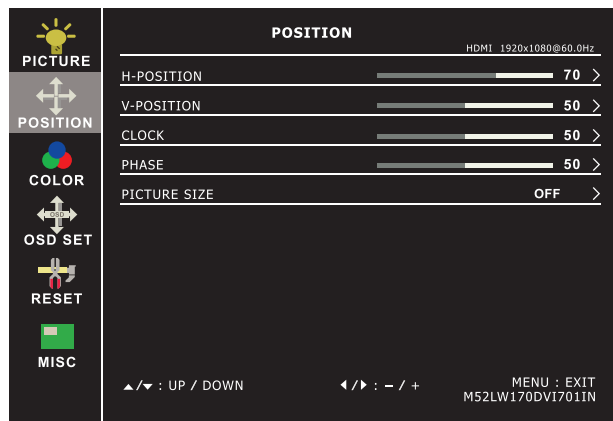 PICTURE
POSITION
COLOR
OSD
OSD SET
RESET
MISC
POSITION
HDMI 1920x1080@60.0Hz
H-POSITION 70 >
V-POSITION 50 >
CLOCK 50 >
PHASE 50 >
PICTURE SIZE OFF >
▲/▼ : UP / DOWN ◀/▶ : – / + MENU : EXIT
M52LW170DVI701IN